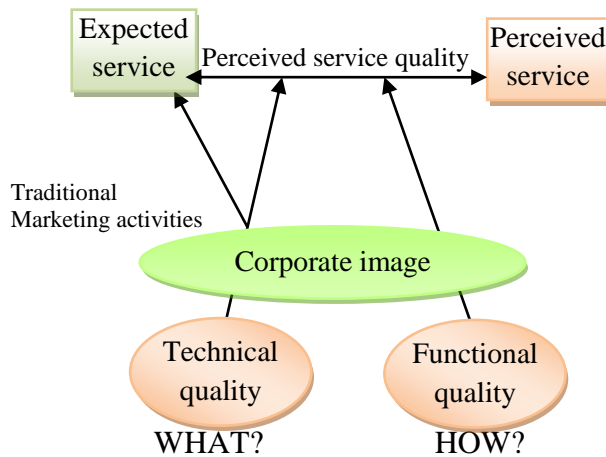 Expected
service
Perceived service quality
Perceived
service
Traditional
Marketing activities
Corporate image
Technical
quality
Functional
quality
WHAT?
HOW?